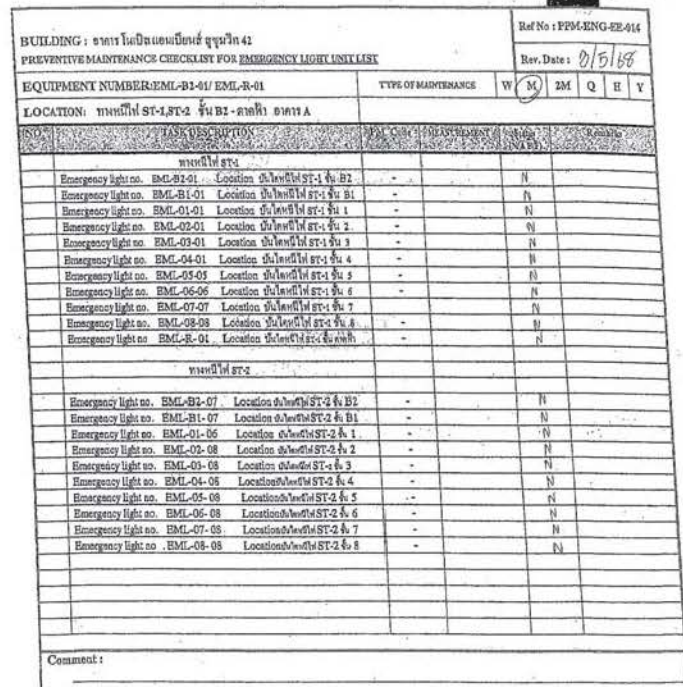 Ref No : PPM-ENG-EE-014
BUILDING : อาคาร โนเบิล แอมเบียนส์ สุขุมวิท 42
PREVENTIVE MAINTENANCE CHECKLIST FOR EMERGENCY LIGHT UNIT LIST
Rev. Date : 2/5/68
EQUIPMENT NUMBER:EML-B2-01/ EML-R-01 TYPE OF MAINTENANCE W M 2M Q H Y
LOCATION: ทางหนีไฟ ST-1,ST-2 ชั้น B2 - ดาดฟ้า อาคาร A
NO. TASK DESCRIPTION PM. Code MEASUREMENT Status Remarks
ทางหนีไฟ ST-1
Emergency light no. EML-B2-01 Location บันไดหนีไฟ ST-1 ชั้น B2 - N
Emergency light no. EML-B1-01 Location บันไดหนีไฟ ST-1 ชั้น B1 - N
Emergency light no. EML-01-01 Location บันไดหนีไฟ ST-1 ชั้น 1 - N
Emergency light no. EML-02-01 Location บันไดหนีไฟ ST-1 ชั้น 2 - N
Emergency light no. EML-03-01 Location บันไดหนีไฟ ST-1 ชั้น 3 - N
Emergency light no. EML-04-01 Location บันไดหนีไฟ ST-1 ชั้น 4 - N
Emergency light no. EML-05-05 Location บันไดหนีไฟ ST-1 ชั้น 5 - N
Emergency light no. EML-06-06 Location บันไดหนีไฟ ST-1 ชั้น 6 - N
Emergency light no. EML-07-07 Location บันไดหนีไฟ ST-1 ชั้น 7 N
Emergency light no. EML-08-08 Location บันไดหนีไฟ ST-1 ชั้น 8 - N
Emergency light no EML-R-01 Location บันไดหนีไฟ ST-1 ชั้นดาดฟ้า - N
ทางหนีไฟ ST-2
Emergency light no. EML-B2-07 Location บันไดหนีไฟ ST-2 ชั้น B2 - N
Emergency light no. EML-B1-07 Location บันไดหนีไฟ ST-2 ชั้น B1 - N
Emergency light no. EML-01-06 Location บันไดหนีไฟ ST-2 ชั้น 1 - N
Emergency light no. EML-02-08 Location บันไดหนีไฟ ST-2 ชั้น 2 - N
Emergency light no. EML-03-08 Location บันไดหนีไฟ ST-2 ชั้น 3 - N
Emergency light no. EML-04-08 Location บันไดหนีไฟ ST-2 ชั้น 4 - N
Emergency light no. EML-05-08 Location บันไดหนีไฟ ST-2 ชั้น 5 - N
Emergency light no. EML-06-08 Location บันไดหนีไฟ ST-2 ชั้น 6 - N
Emergency light no. EML-07-08 Location บันไดหนีไฟ ST-2 ชั้น 7 - N
Emergency light no . EML-08-08 Location บันไดหนีไฟ ST-2 ชั้น 8 - N
Comment :